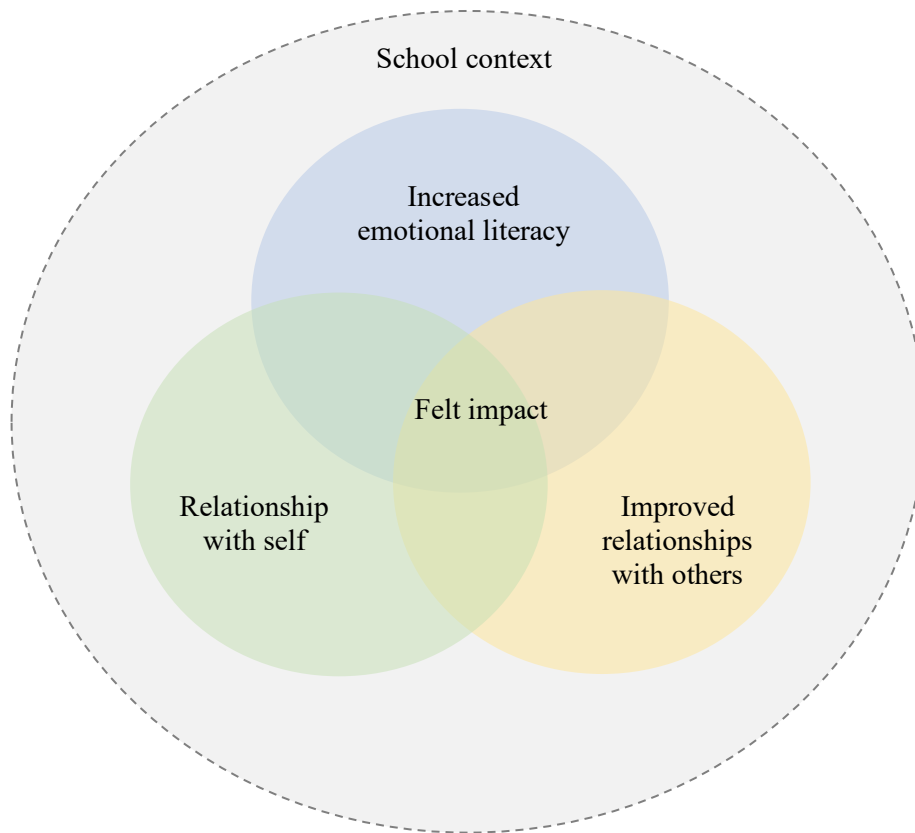 School context
Increased
emotional literacy
Felt impact
Relationship
with self
Improved
relationships
with others